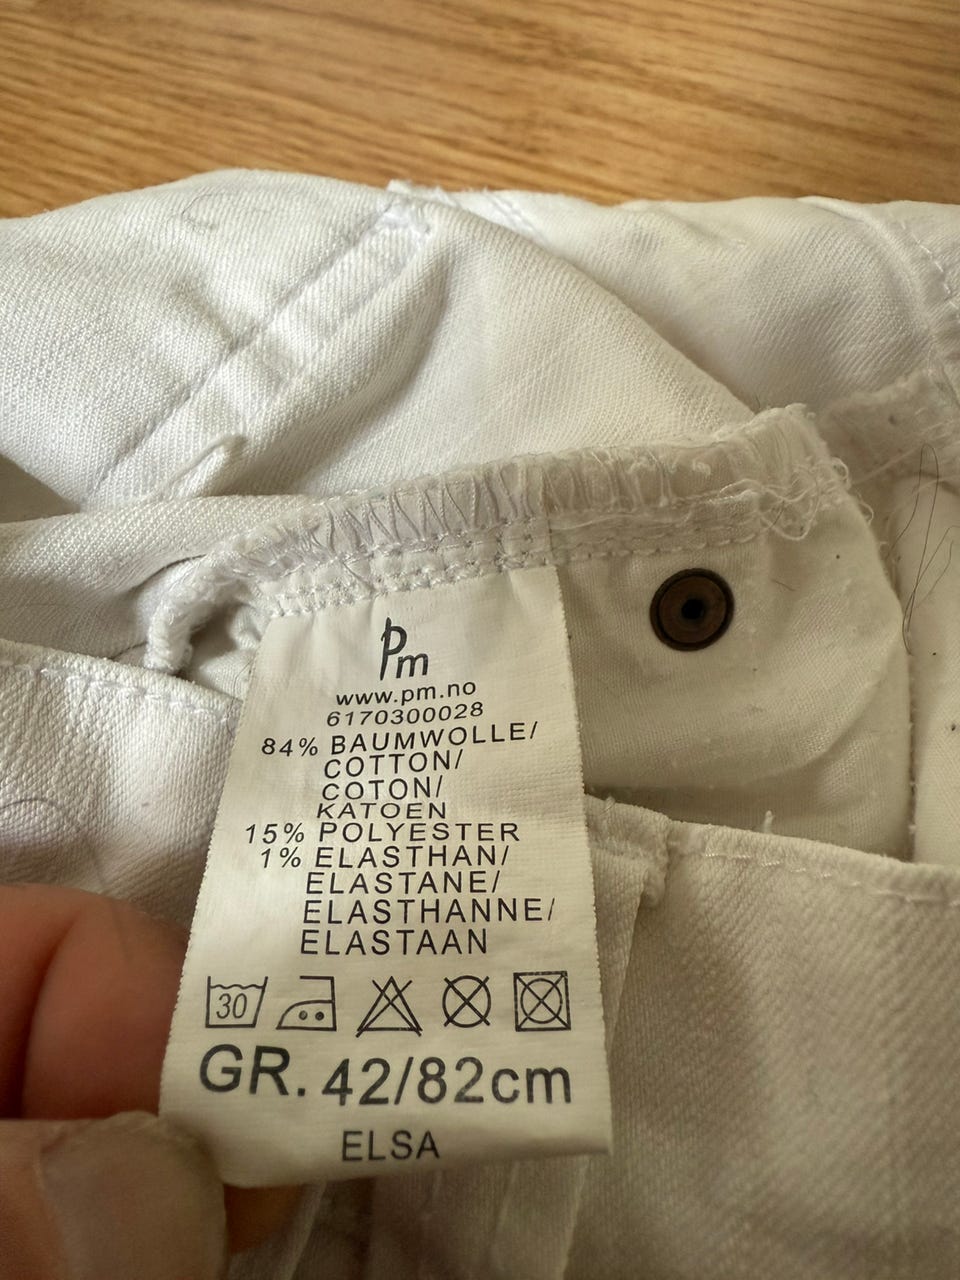 Pm
www.pm.no
6170300028
84% BAUMWOLLE/
COTTON/
COTON/
KATOEN
15% POLYESTER
1% ELASTHAN/
ELASTANE/
ELASTHANNE/
ELASTAAN
30
GR. 42/82cm
ELSA